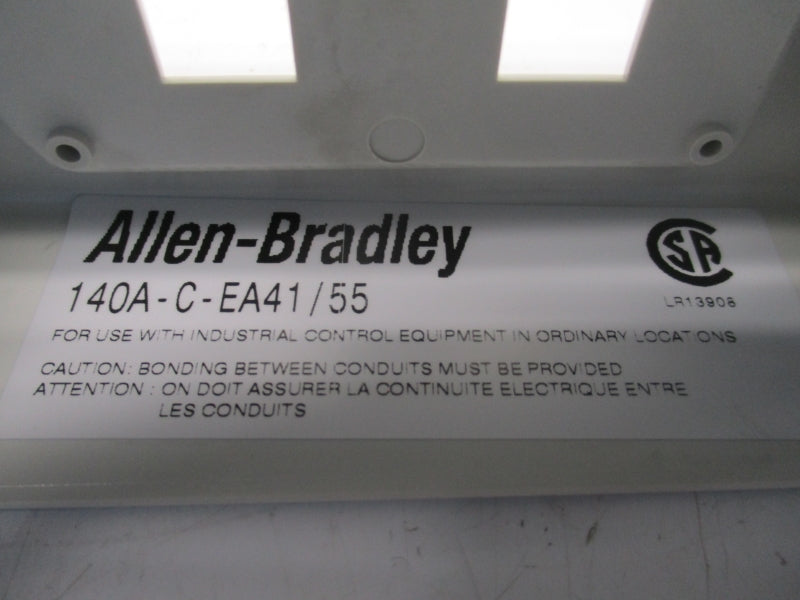 Allen-Bradley
140A-C-EA41/55
CSA
LR13908
FOR USE WITH INDUSTRIAL CONTROL EQUIPMENT IN ORDINARY LOCATIONS
CAUTION: BONDING BETWEEN CONDUITS MUST BE PROVIDED
ATTENTION : ON DOIT ASSURER LA CONTINUITE ELECTRIQUE ENTRE
LES CONDUITS